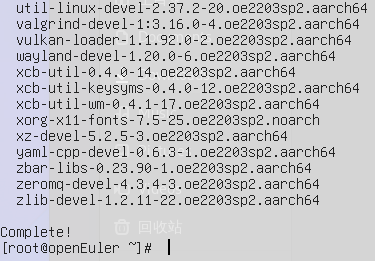 util-linux-devel-2.37.2-20.oe2203sp2.aarch64
valgrind-devel-1:3.16.0-4.oe2203sp2.aarch64
vulkan-loader-1.1.92.0-2.oe2203sp2.aarch64
wayland-devel-1.20.0-6.oe2203sp2.aarch64
xcb-util-0.4.0-14.oe2203sp2.aarch64
xcb-util-keysyms-0.4.0-12.oe2203sp2.aarch64
xcb-util-wm-0.4.1-17.oe2203sp2.aarch64
xorg-x11-fonts-7.5-25.oe2203sp2.noarch
xz-devel-5.2.5-3.oe2203sp2.aarch64
yaml-cpp-devel-0.6.3-1.oe2203sp2.aarch64
zbar-libs-0.23.90-1.oe2203sp2.aarch64
zeromq-devel-4.3.4-3.oe2203sp2.aarch64
zlib-devel-1.2.11-22.oe2203sp2.aarch64
回收站
Complete!
[root@openEuler ~]#